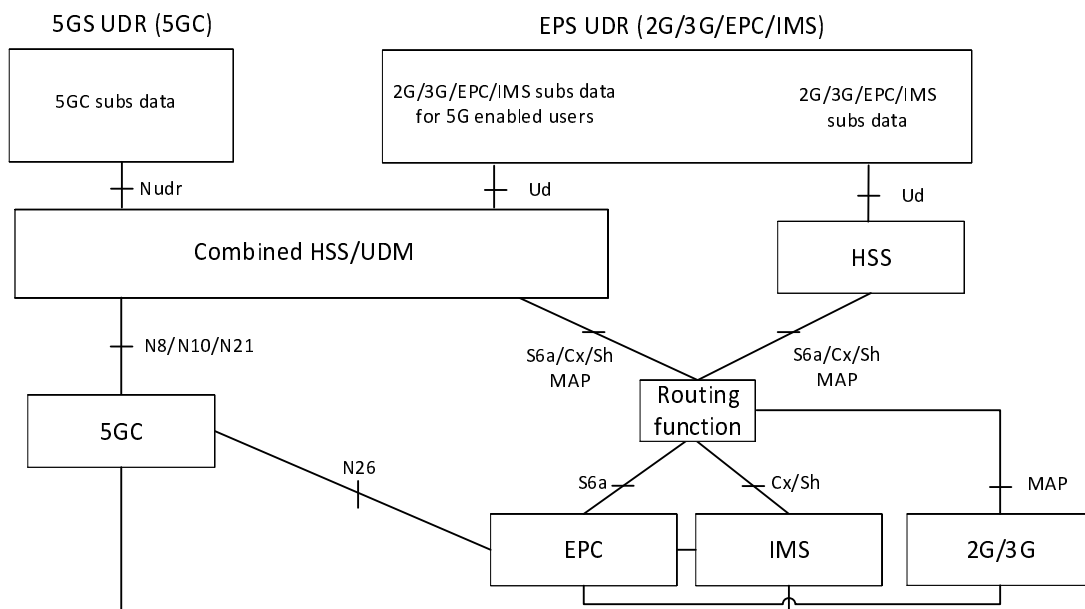 5GS UDR (5GC)
EPS UDR (2G/3G/EPC/IMS)
5GC subs data
2G/3G/EPC/IMS subs data
for 5G enabled users
2G/3G/EPC/IMS
subs data
Nudr
Ud
Ud
Combined HSS/UDM
HSS
N8/N10/N21
S6a/Cx/Sh
MAP
S6a/Cx/Sh
MAP
Routing
function
5GC
N26
S6a
Cx/Sh
MAP
EPC
IMS
2G/3G